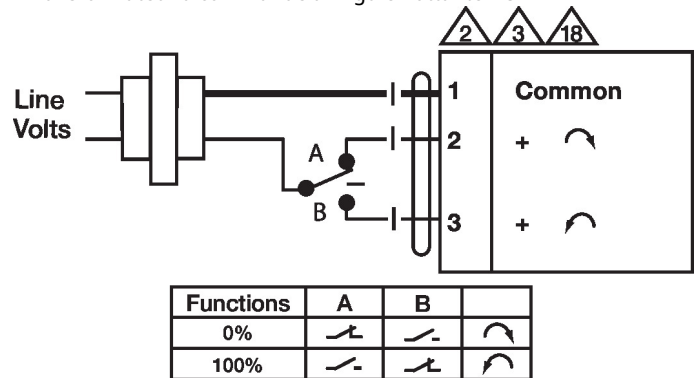 2 3 18
Line
Volts
1 Common
A
2 +
B
3 +
Functions A B
0%
100%